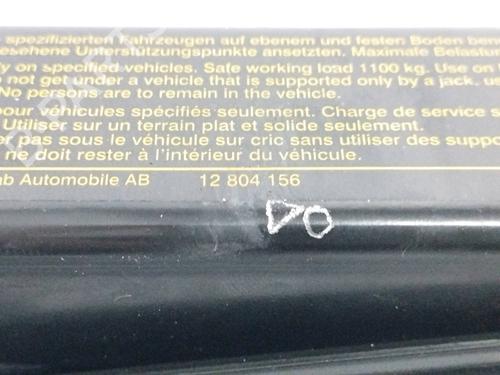 spezifizierten Fahrzeugen auf ebenem und festen Boden
sehene Unterstützungspunkte ansetzten. Maximale
on specified vehicles. Safe working load 1100 kg. Use on
not get under a vehicle that is supported only by a jack,
No persons are to remain in the vehicle.
pour véhicules spécifiés seulement. Charge de service
Utiliser sur un terrain plat et solide seulement.
er pas sous le véhicule sur cric sans utiliser des
ne doit rester à l'intérieur du véhicule.
ab Automobile AB 12 804 156
DO